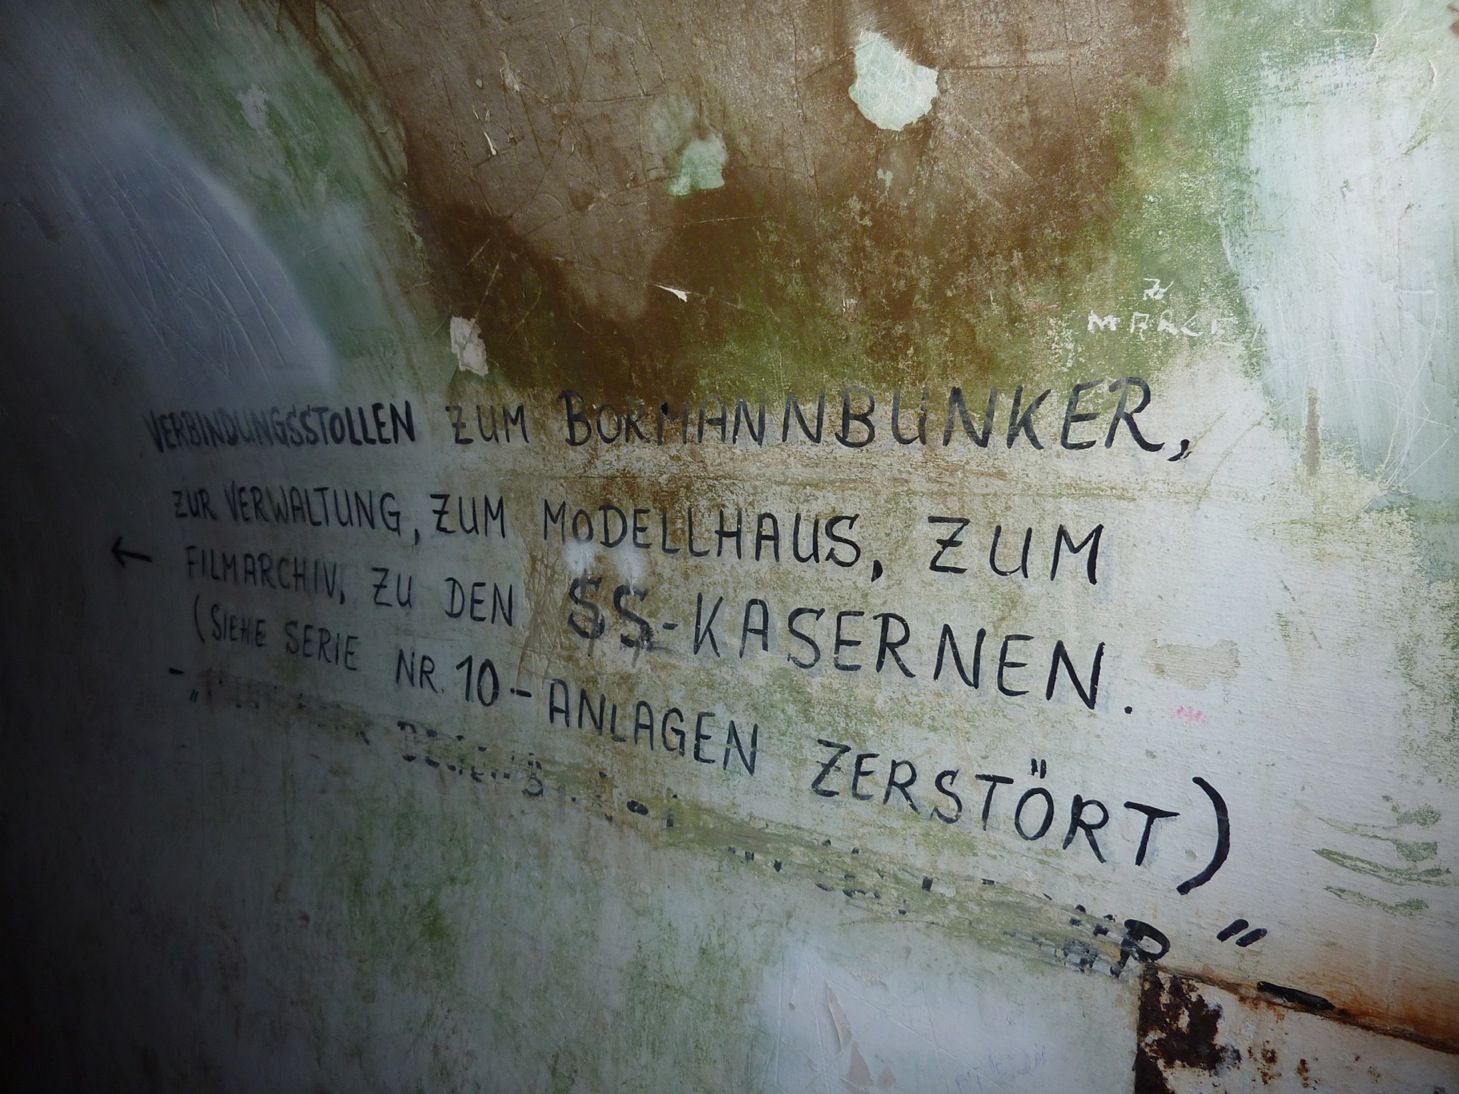 MARCE
VERBINDUNGSSTOLLEN ZUM BORMANNBUNKER,
ZUR VERWALTUNG, ZUM MODELLHAUS, ZUM
← FILMARCHIV, ZU DEN SS-KASERNEN.
(SIEHE SERIE NR. 10 - ANLAGEN ZERSTÖRT)